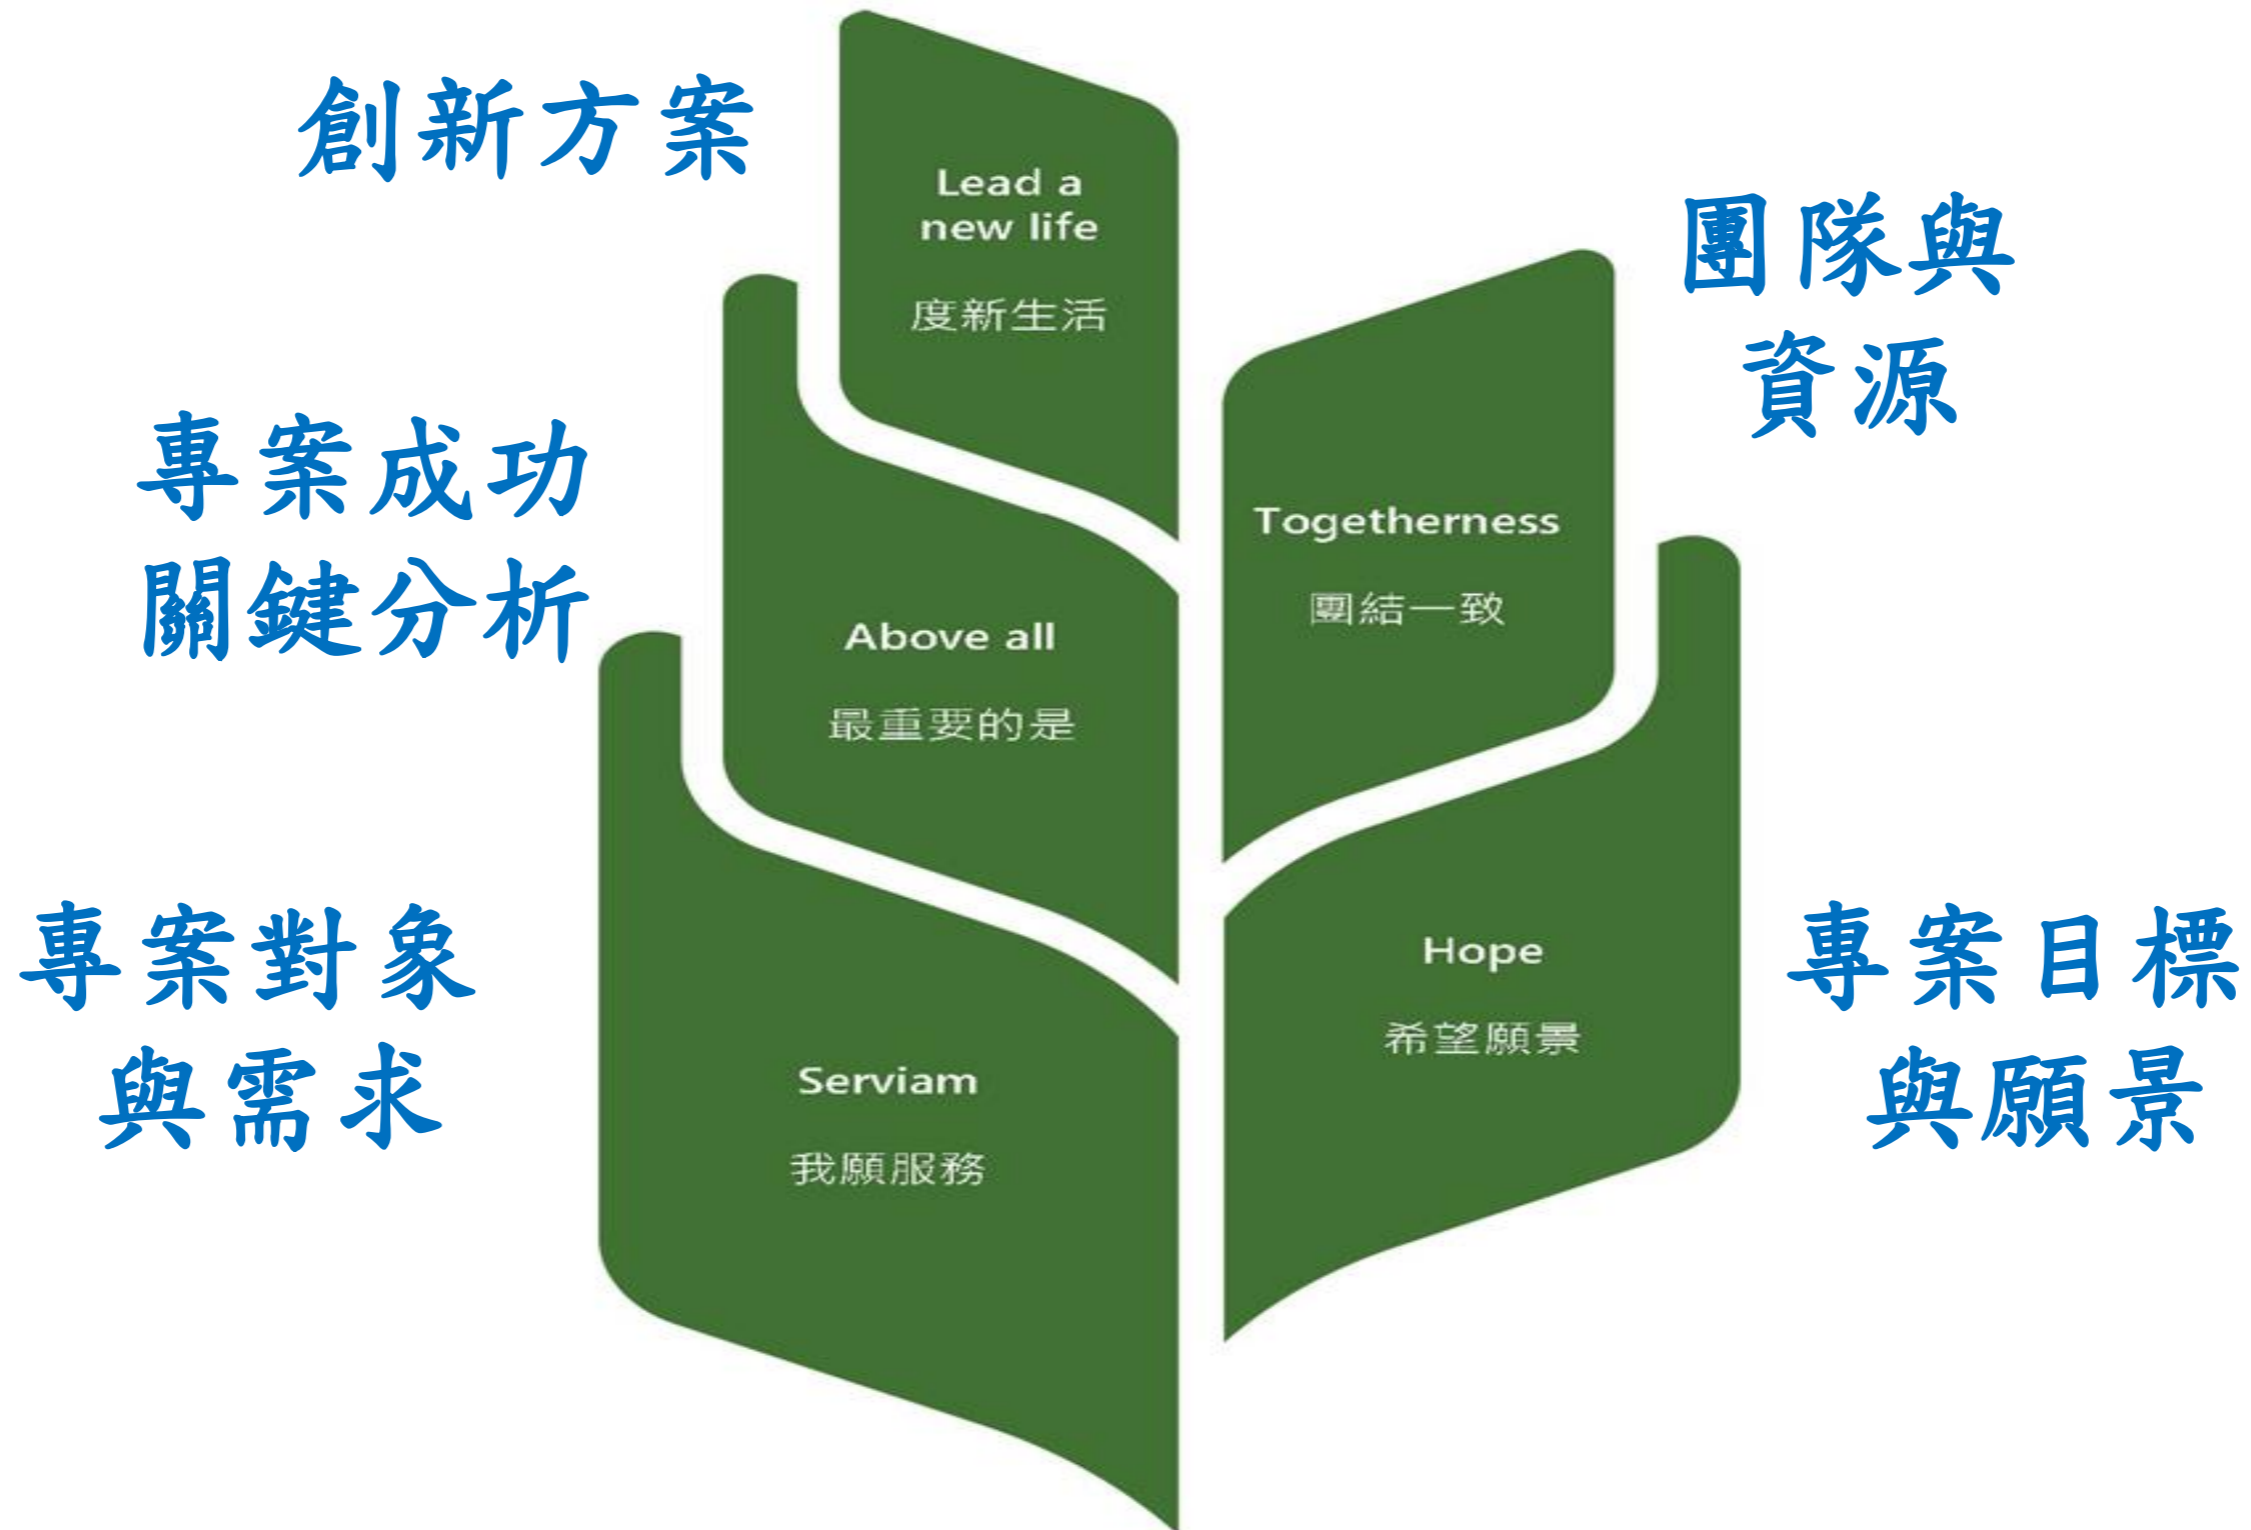 創新方案
Lead a
new life
度新生活
團隊與
資源
專案成功
關鍵分析
Togetherness
團結一致
Above all
最重要的是
專案對象
與需求
Hope
希望願景
專案目標
與願景
Serviam
我願服務